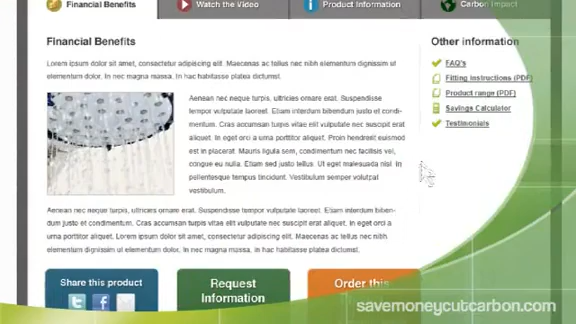 Financial Benefits
Watch the Video
Product Information
Carbon Impact
Financial Benefits
Lorem ipsum dolor sit amet, consectetur adipiscing elit. Maecenas ac tellus nec nibh elementum dignissim ut
elementum dolor. In nec magna massa. In hac habitasse platea dictumst.
Aenean nec neque turpis, ultricies ornare erat. Suspendisse
tempor vulputate laoreet. Etiam interdum bibendum justo et condi-
mentum. Cras accumsan turpis vitae elit vulputate nec suscipit erat
aliquet. In eget orci a urna porttitor aliquet. Proin hendrerit euismod
est in placerat. Mauris ligula sem, condimentum nec facilisis vel,
congue eu nulla. Etiam sed justo tellus. Ut eget malesuada nisl. In
pellentesque tempus tincidunt. Vestibulum semper volutpat
vestibulum.
Aenean nec neque turpis, ultricies ornare erat. Suspendisse tempor vulputate laoreet. Etiam interdum biben-
dum justo et condimentum. Cras accumsan turpis vitae elit vulputate nec suscipit erat aliquet. In eget orci a
urna porttitor aliquet. Lorem ipsum dolor sit amet, consectetur adipiscing elit. Maecenas ac tellus nec nibh
elementum dignissim ut elementum dolor. In nec magna massa. In hac habitasse platea dictumst.
Other information
FAQ's
Fitting Instructions (PDF)
Product range (PDF)
Savings Calculator
Testimonials
Share this product
Request
Information
Order this
savemoneycutcarbon.com